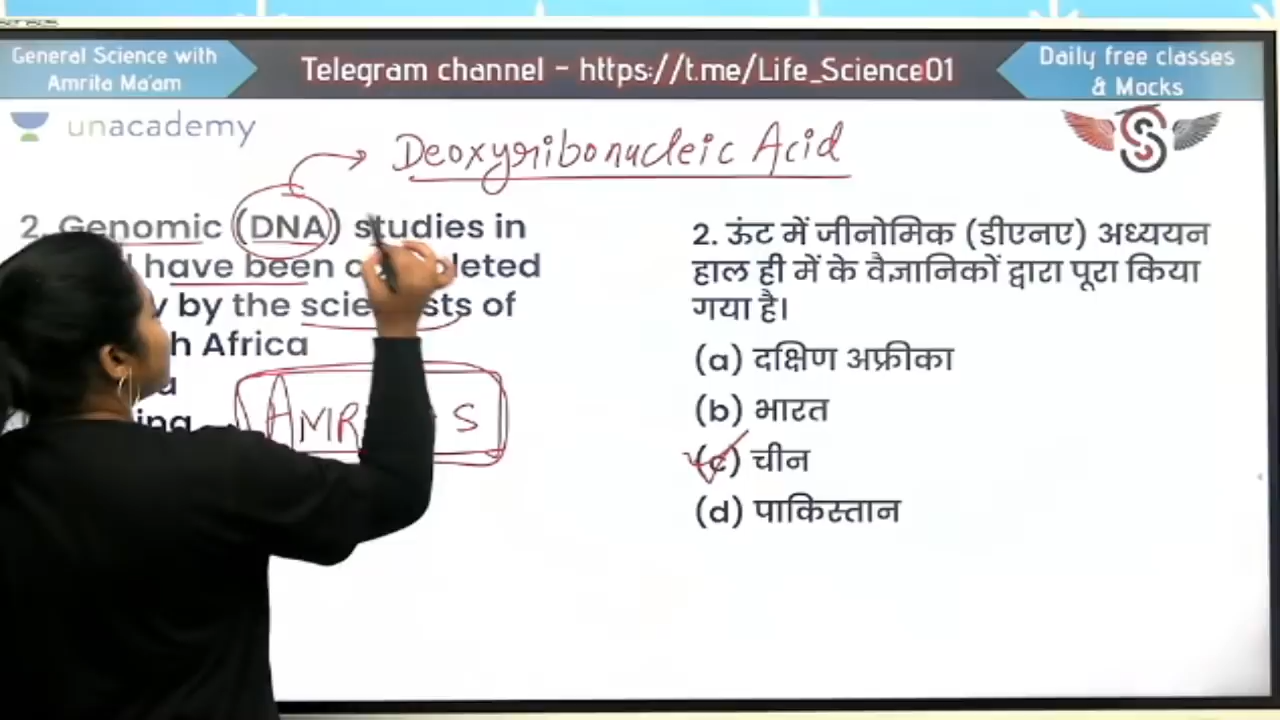 General Science with
Amrita Ma'am
Telegram channel - https://t.me/Life_Science01
Daily free classes
& Mocks
unacademy
Deoxyribonucleic Acid
2. Genomic (DNA) studies in
have been
by the of
Africa
S
2. ऊंट में जीनोमिक (डीएनए) अध्ययन
हाल ही में के वैज्ञानिकों द्वारा पूरा किया
गया है।
(a) दक्षिण अफ्रीका
(b) भारत
(c) चीन
(d) पाकिस्तान